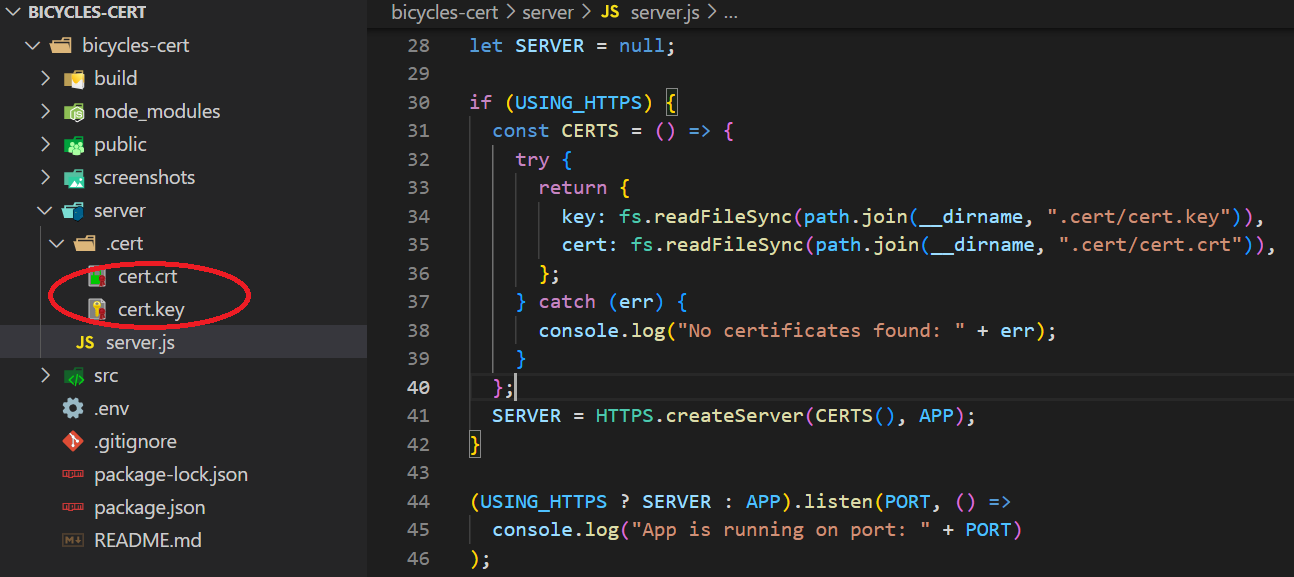 BICYCLES-CERT
bicycles-cert
build
node_modules
public
screenshots
server
.cert
cert.crt
cert.key
JS server.js
src
.env
.gitignore
package-lock.json
package.json
README.md
bicycles-cert > server > JS server.js > ...
28 let SERVER = null;
29
30 if (USING_HTTPS) {
31   const CERTS = () => {
32     try {
33       return {
34         key: fs.readFileSync(path.join(__dirname, ".cert/cert.key")),
35         cert: fs.readFileSync(path.join(__dirname, ".cert/cert.crt")),
36       };
37     } catch (err) {
38       console.log("No certificates found: " + err);
39     }
40   };
41   SERVER = HTTPS.createServer(CERTS(), APP);
42 }
43
44 (USING_HTTPS ? SERVER : APP).listen(PORT, () =>
45   console.log("App is running on port: " + PORT)
46 );